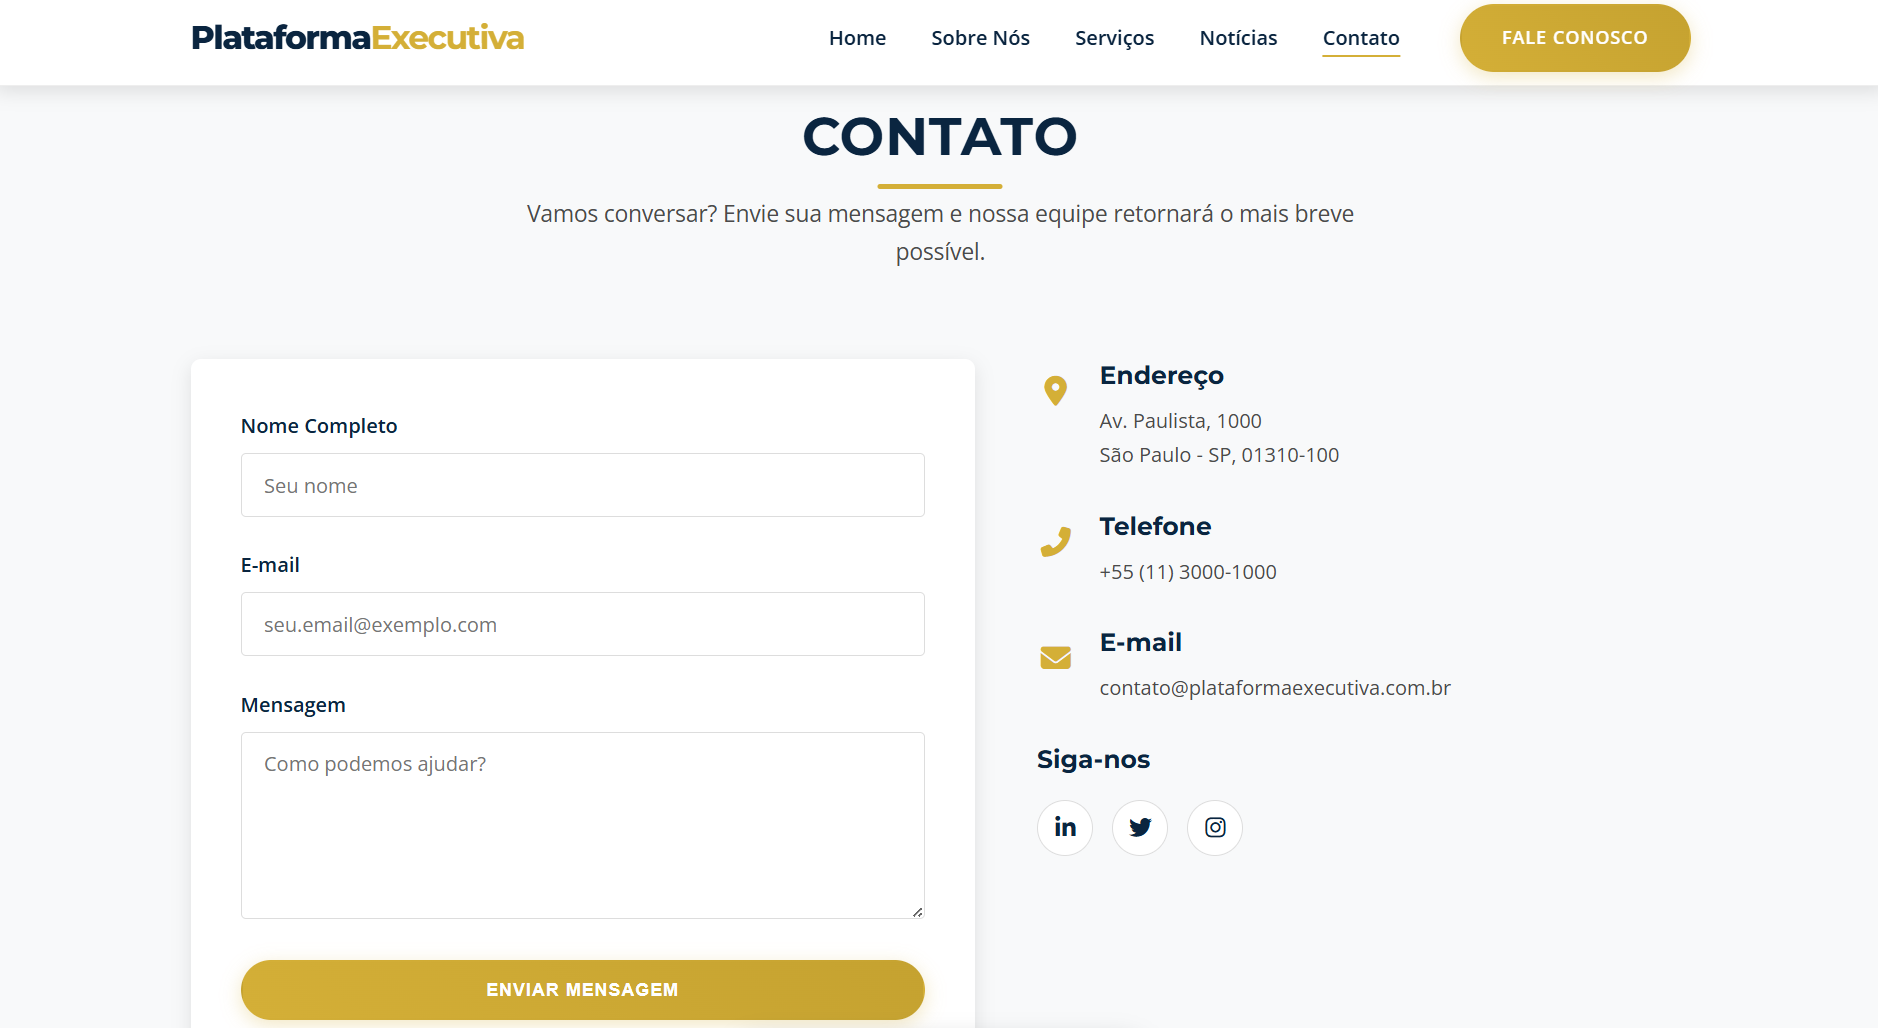 PlataformaExecutiva
Home
Sobre Nós
Serviços
Notícias
Contato
FALE CONOSCO
CONTATO
Vamos conversar? Envie sua mensagem e nossa equipe retornará o mais breve
possível.
Nome Completo
Seu nome
E-mail
seu.email@exemplo.com
Mensagem
Como podemos ajudar?
ENVIAR MENSAGEM
Endereço
Av. Paulista, 1000
São Paulo - SP, 01310-100
Telefone
+55 (11) 3000-1000
E-mail
contato@plataformaexecutiva.com.br
Siga-nos
in